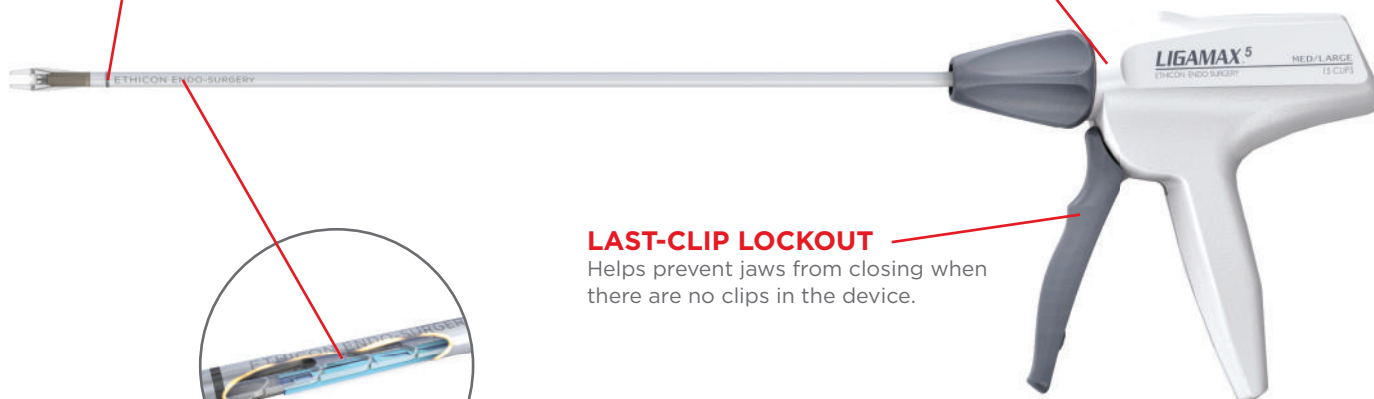 ETHICON ENDO-SURGERY
LIGAMAX.5
ETHICON ENDO SURGERY
MED/LARGE
15 CLIPS
LAST-CLIP LOCKOUT
Helps prevent jaws from closing when
there are no clips in the device.
ETHICON ENDO-SURGERY